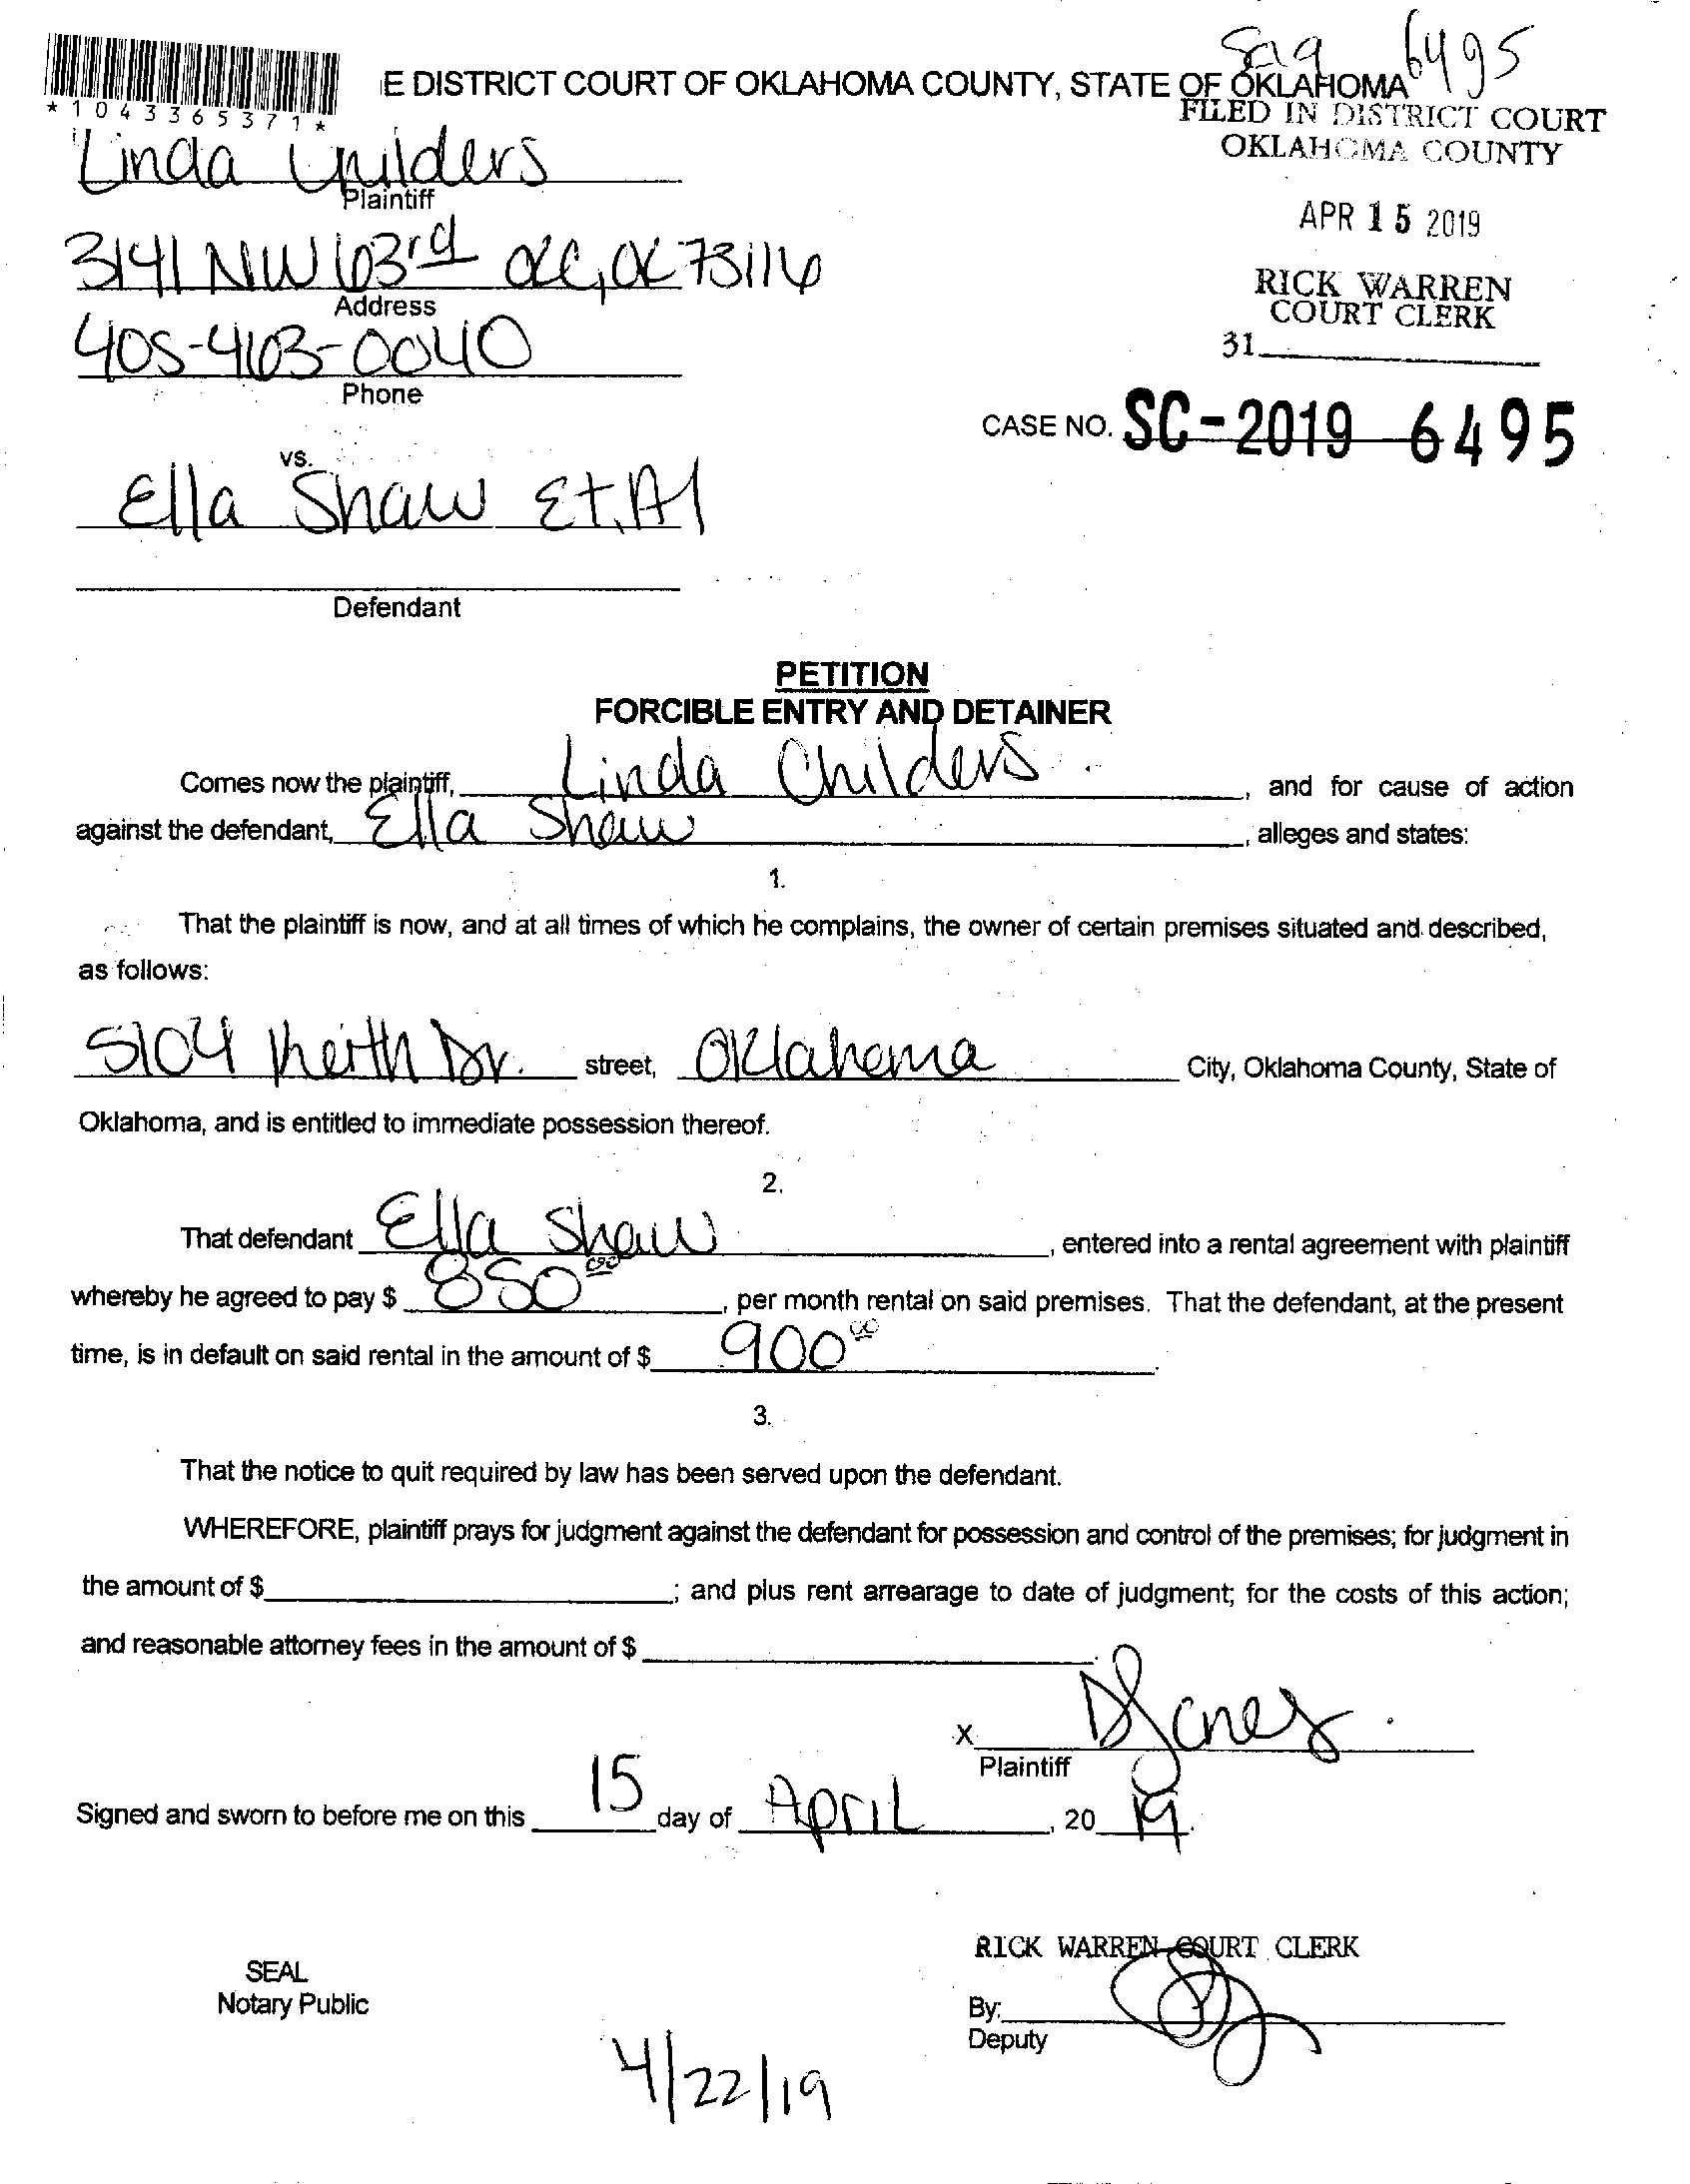 6495
E DISTRICT COURT OF OKLAHOMA COUNTY, STATE OF OKLAHOMA
*1043365371*
FILED IN DISTRICT COURT
OKLAHOMA COUNTY
Linda Childers
Plaintiff
APR 15 2019
3141 NW 63rd OKC, OK 73116
Address
RICK WARREN
COURT CLERK
405-463-0040
31
Phone
CASE NO. SC-2019 6495
vs.
Ella Shaw Et, Al
Defendant
PETITION
FORCIBLE ENTRY AND DETAINER
Comes now the plaintiff, Linda Childers, and for cause of action
against the defendant, Ella Shaw, alleges and states:
1.
That the plaintiff is now, and at all times of which he complains, the owner of certain premises situated and described,
as follows:
5104 Keith Dr. street, Oklahoma City, Oklahoma County, State of
Oklahoma, and is entitled to immediate possession thereof.
2.
That defendant Ella Shaw, entered into a rental agreement with plaintiff
whereby he agreed to pay $ 850 00, per month rental on said premises. That the defendant, at the present
time, is in default on said rental in the amount of $ 900 00.
3.
That the notice to quit required by law has been served upon the defendant.
WHEREFORE, plaintiff prays for judgment against the defendant for possession and control of the premises; for judgment in
the amount of $; and plus rent arrearage to date of judgment; for the costs of this action;
and reasonable attorney fees in the amount of $.
X
Plaintiff
Signed and sworn to before me on this 15 day of April, 20 19.
RICK WARREN COURT CLERK
SEAL
Notary Public
By:
Deputy
4/22/19